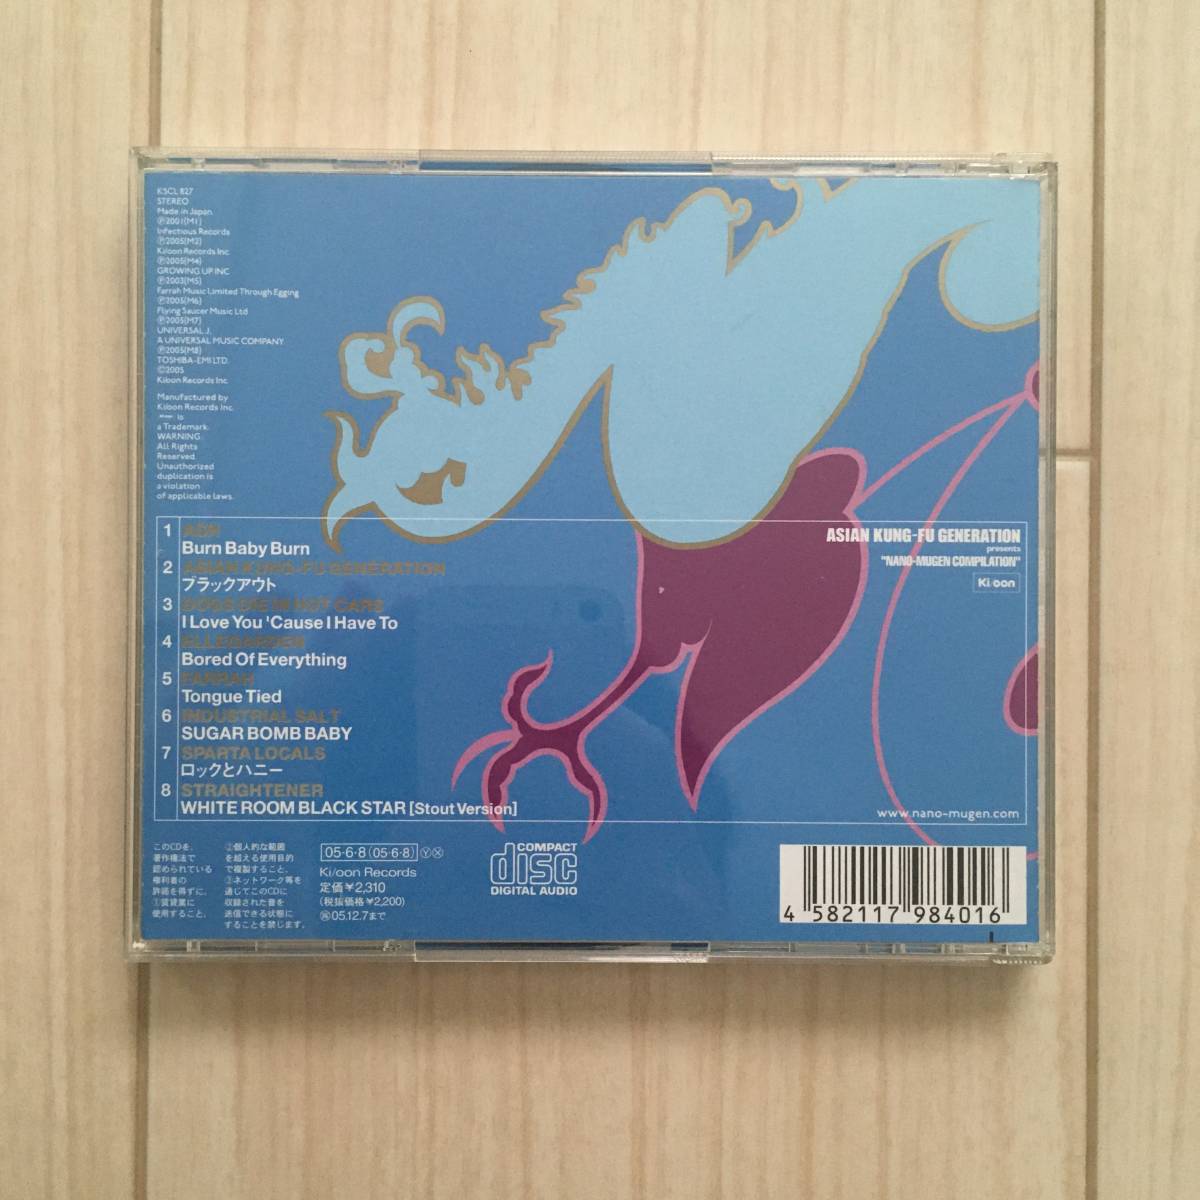 KSCL 827
STEREO
Made in Japan.
Ⓟ2001(M1)
Infectious Records
Ⓟ2005(M2)
Ki/oon Records Inc.
Ⓟ2005(M4)
GROWING UP INC
Ⓟ2003(M5)
Farrah Music Limited Through Egging
Ⓟ2005(M6)
Flying Saucer Music Ltd
Ⓟ2005(M7)
UNIVERSAL J.
A UNIVERSAL MUSIC COMPANY
Ⓟ2005(M8)
TOSHIBA-EMI LTD.
©2005
Ki/oon Records Inc.
Manufactured by
Ki/oon Records Inc.
is
a Trademark.
WARNING:
All Rights
Reserved.
Unauthorized
duplication is
a violation
of applicable laws.
1 ASH
Burn Baby Burn
2 ASIAN KUNG-FU GENERATION
ブラックアウト
3 DOGS DIE IN HOT CARS
I Love You 'Cause I Have To
4 ELLEGARDEN
Bored Of Everything
5 FARRAH
Tongue Tied
6 INDUSTRIAL SALT
SUGAR BOMB BABY
7 SPARTA LOCALS
ロックとハニー
8 STRAIGHTENER
WHITE ROOM BLACK STAR [Stout Version]
ASIAN KUNG-FU GENERATION
presents
"NANO-MUGEN COMPILATION"
Ki/oon
www.nano-mugen.com
このCDを、
著作権法で
認められている
権利者の
許諾を得ずに、
①賃貸業に
使用すること、
②個人的な範囲
を超える使用目的
で複製すること、
③ネットワーク等を
通じてこのCDに
収録された音を
送信できる状態に
することを禁じます。
05・6・8(05・6・8) Ⓨ Ⓧ
Ki/oon Records
定価¥2,310
(税抜価格¥2,200)
05.12.7まで
COMPACT
disc
DIGITAL AUDIO
4 582117 984016